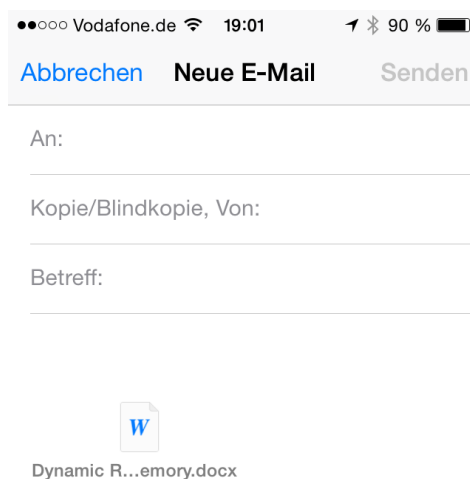 Vodafone.de 19:01 90 %
Abbrechen Neue E-Mail Senden
An:
Kopie/Blindkopie, Von:
Betreff:
W
Dynamic R...emory.docx